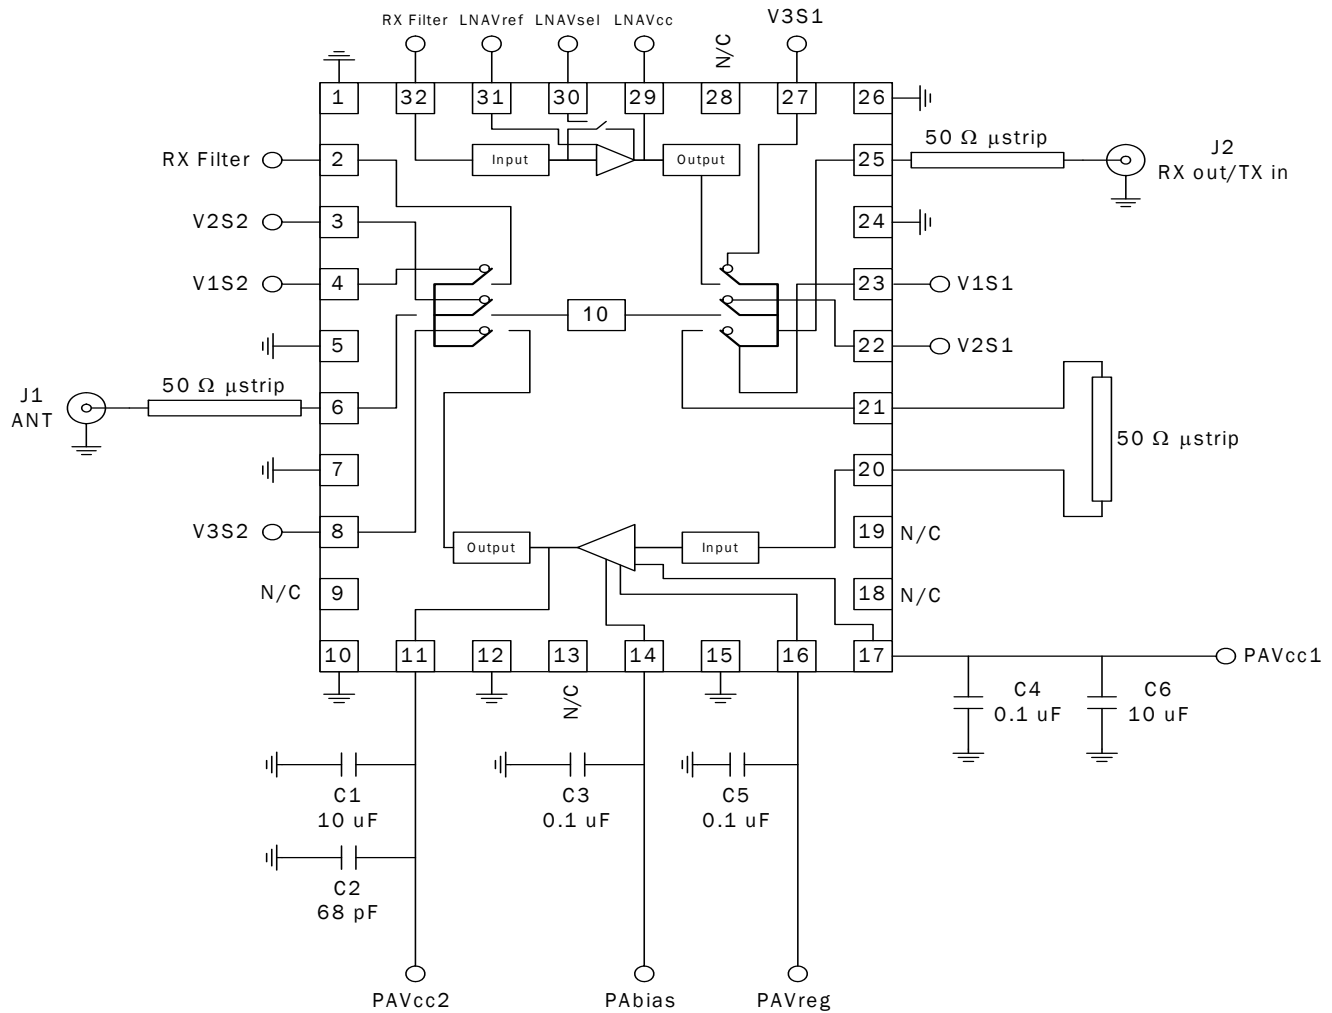 RX Filter LNAVref LNAVsel LNAVcc
V3S1
N/C
1 32 31 30 29 28 27 26
50 Ω μstrip
RX Filter 2
Input
Output
25
J2
RX out/TX in
V2S2 3
24
V1S2 4
23 V1S1
10
5
22 V2S1
J1
ANT
50 Ω μstrip
6
21
50 Ω μstrip
7
20
V3S2 8
Output
Input
19 N/C
N/C 9
18 N/C
10 11 12 13 14 15 16 17
PAVcc1
N/C
C4
0.1 uF
C6
10 uF
C1
10 uF
C3
0.1 uF
C5
0.1 uF
C2
68 pF
PAVcc2
PAbias
PAVreg